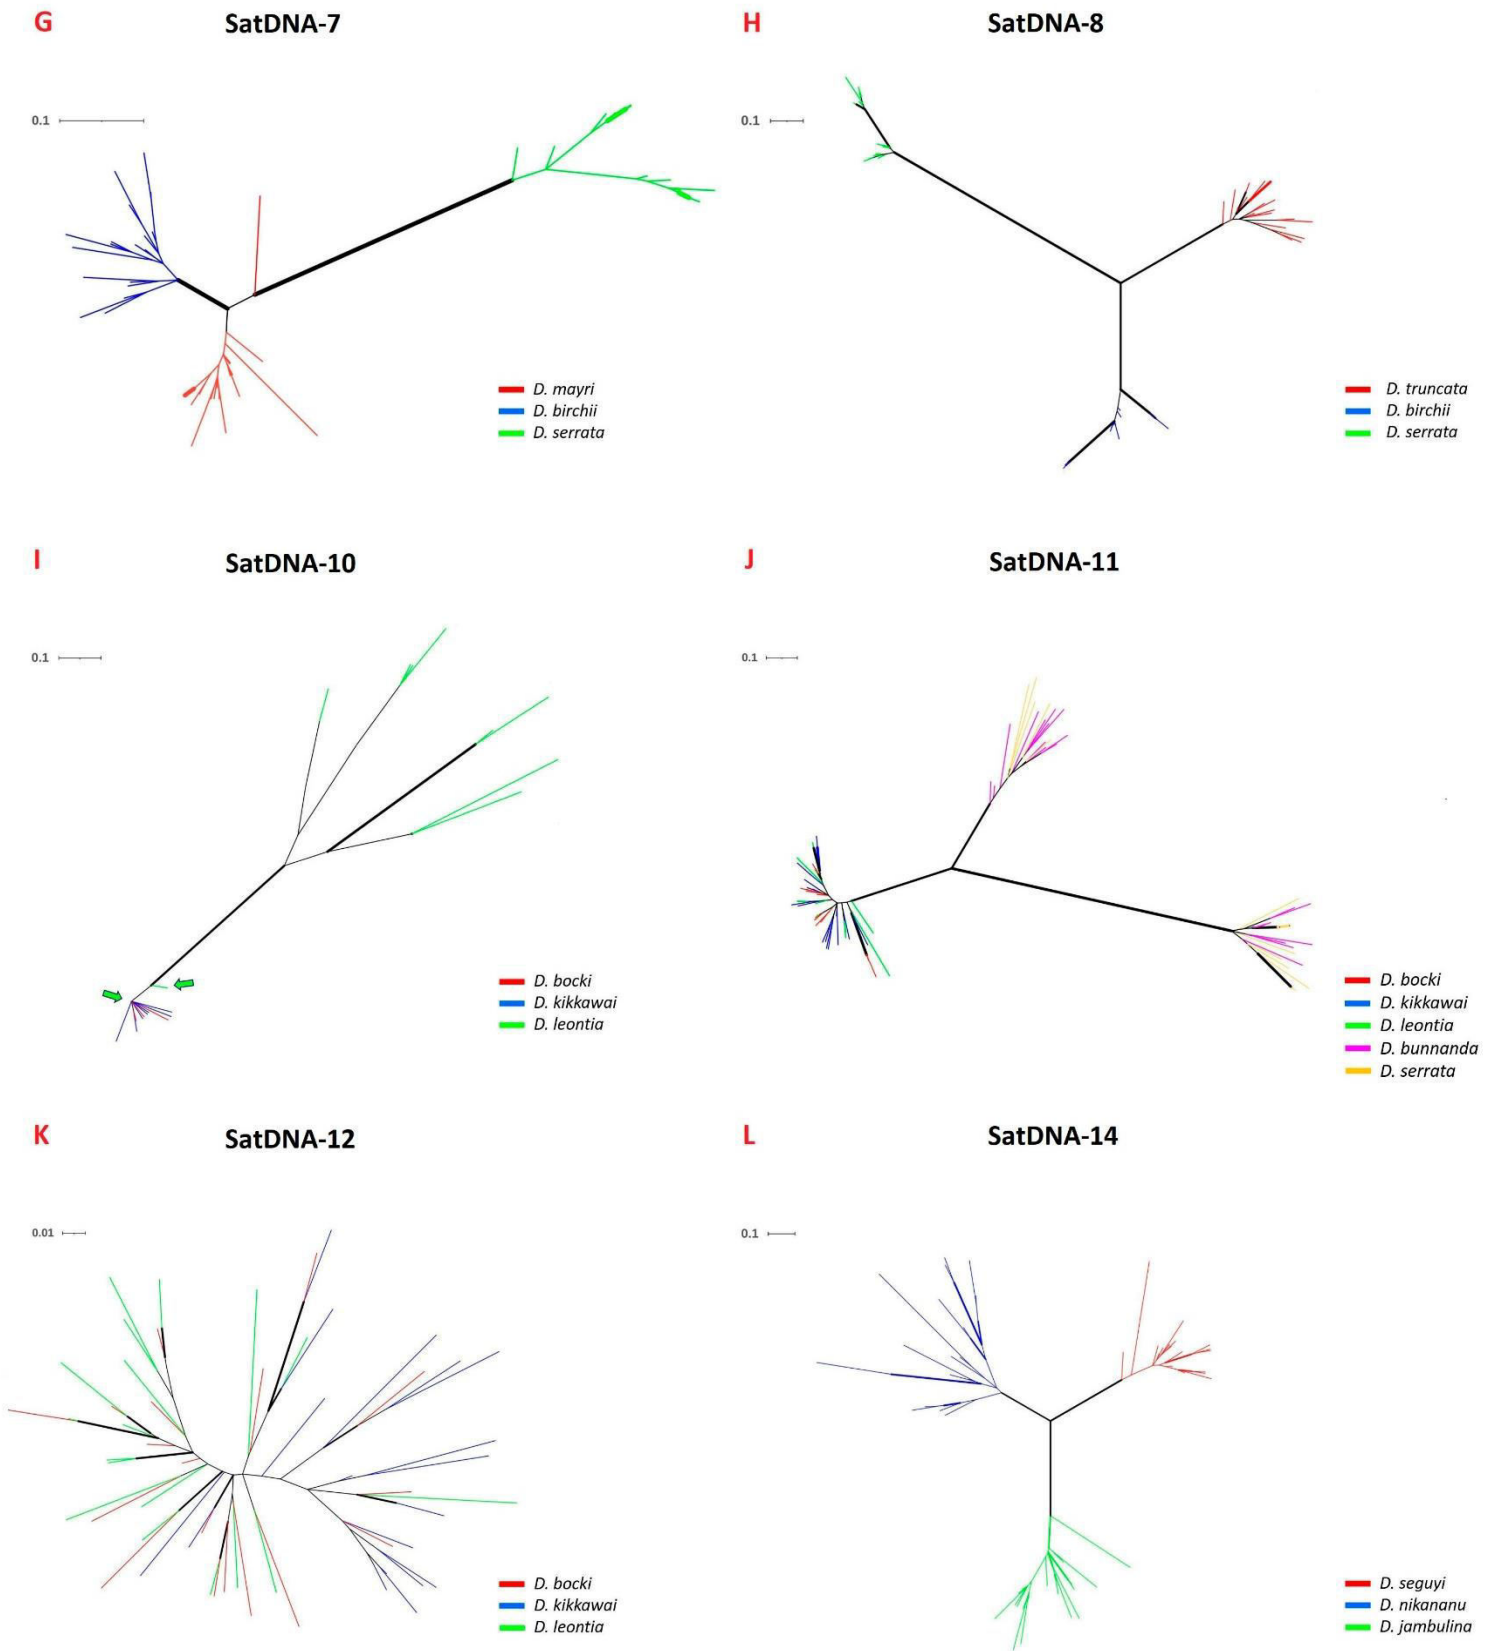 G
SatDNA-7
0.1
D. mayri
D. birchii
D. serrata
H
SatDNA-8
0.1
D. truncata
D. birchii
D. serrata
I
SatDNA-10
0.1
D. bocki
D. kikkawai
D. leontia
J
SatDNA-11
0.1
D. bocki
D. kikkawai
D. leontia
D. bunnanda
D. serrata
K
SatDNA-12
0.01
D. bocki
D. kikkawai
D. leontia
L
SatDNA-14
0.1
D. seguyi
D. nikananu
D. jambulina